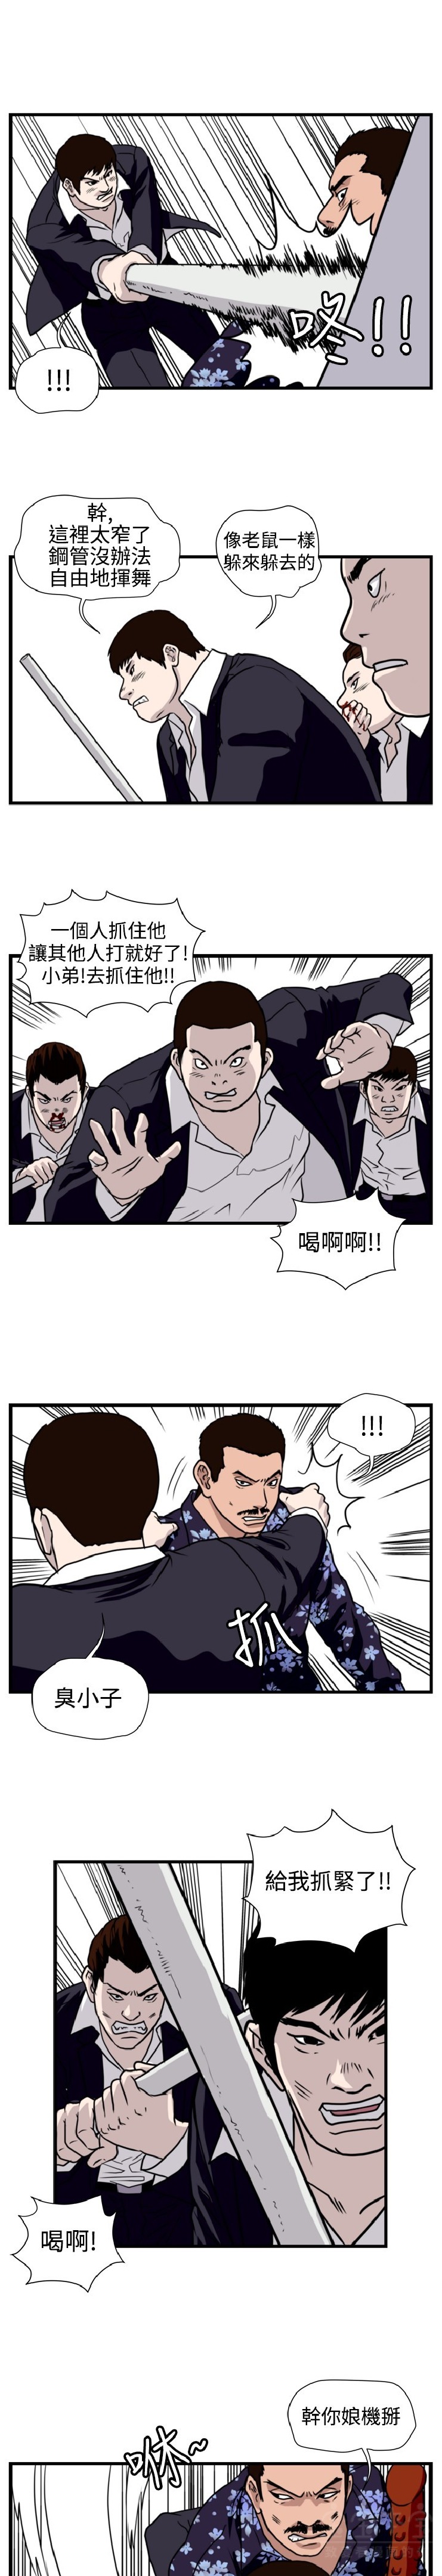 咚!!
!!!
幹,
這裡太窄了
鋼管沒辦法
自由地揮舞
像老鼠一樣
躲來躲去的
一個人抓住他
讓其他人打就好了!
小弟!去抓住他!!
喝啊啊!!
!!!
抓
臭小子
給我抓緊了!!
喝啊!
幹你娘機掰
咻~